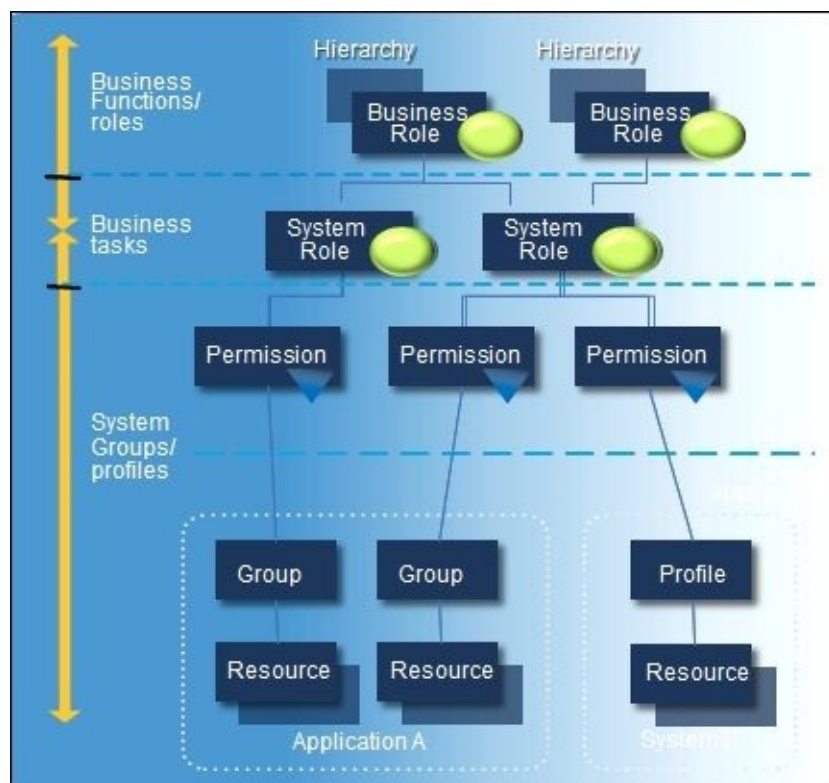 Hierarchy
Hierarchy
Business
Functions/
roles
Business
Role
Business
Role
Business
tasks
System
Role
System
Role
Permission
Permission
Permission
System
Groups/
profiles
Group
Group
Profile
Resource
Resource
Resource
Application A
System